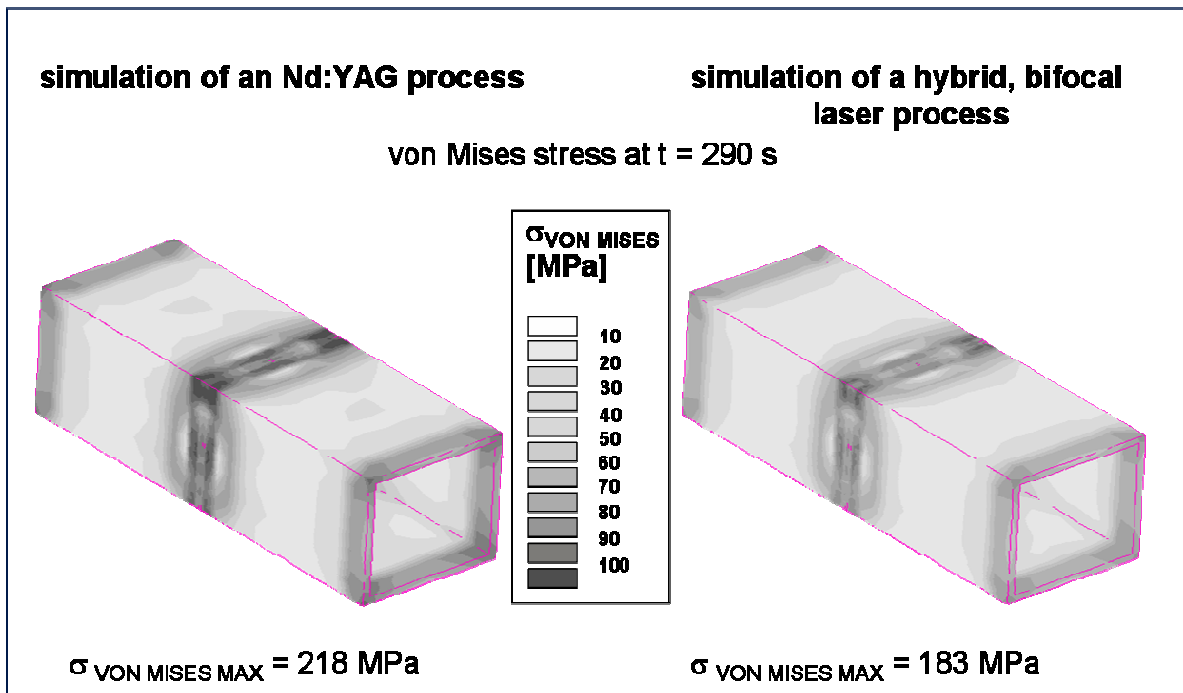 simulation of an Nd:YAG process
simulation of a hybrid, bifocal
laser process
von Mises stress at t = 290 s
σVON MISES
[MPa]
10
20
30
40
50
60
70
80
90
100
σ VON MISES MAX = 218 MPa
σ VON MISES MAX = 183 MPa